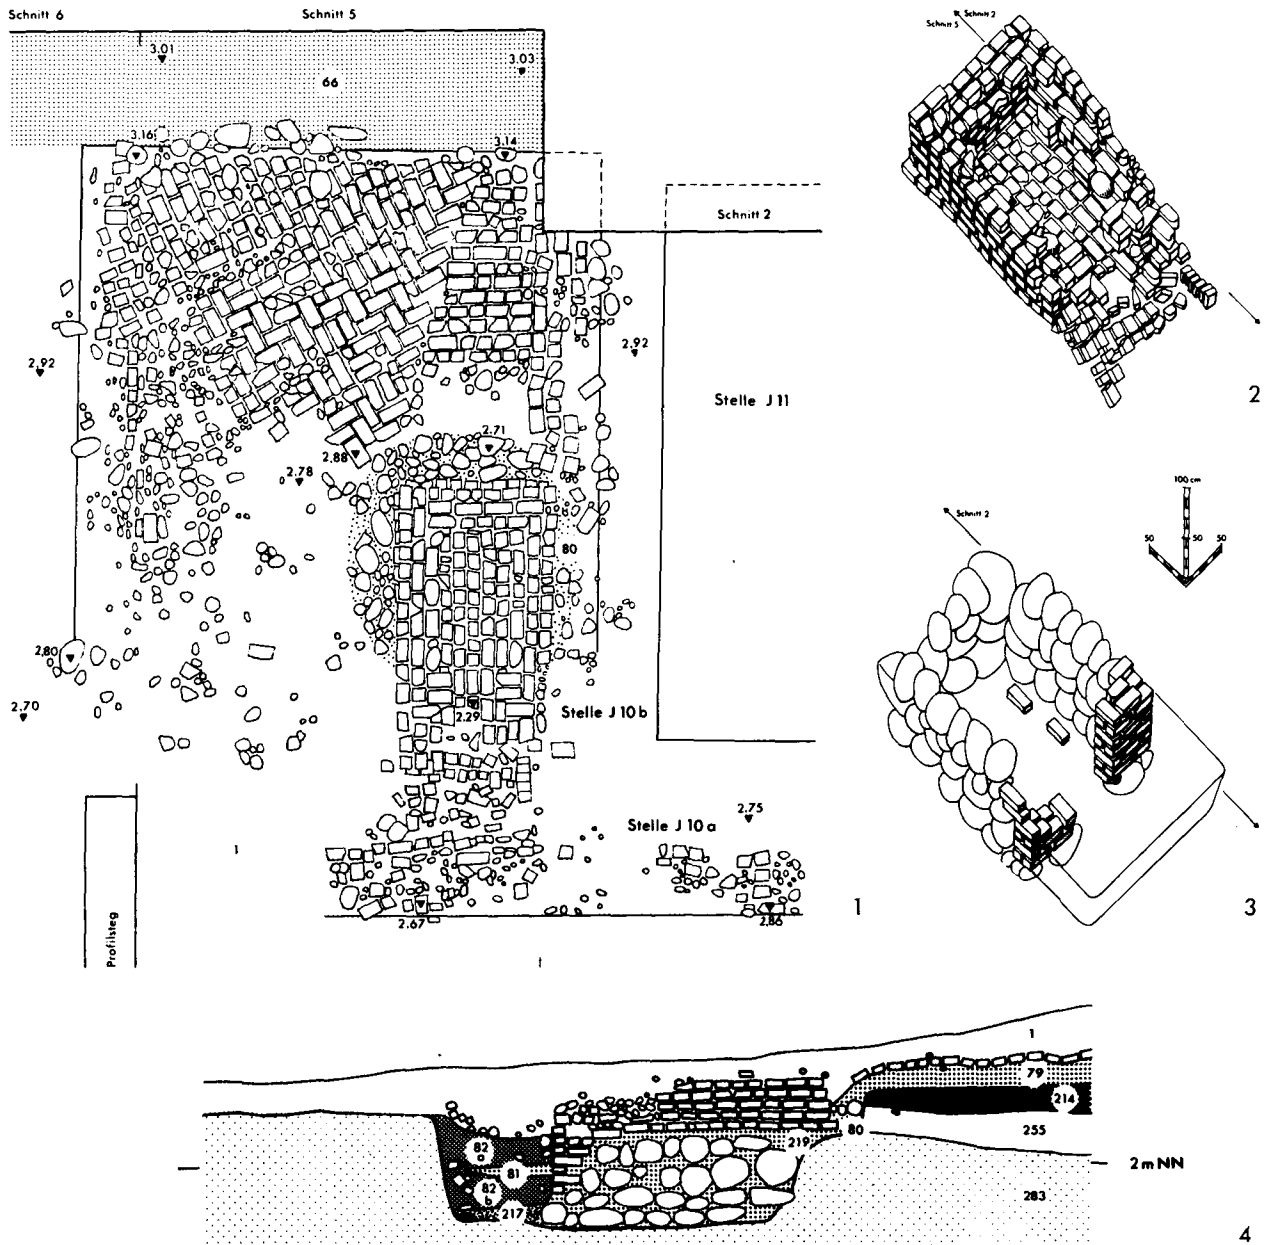 Schnitt 6
Schnitt 5
3.01
3.03
66
3.16
3.14
Schnitt 2
2.92
2.92
Stelle J 11
2.71
2.88
2.78
80
2.80
2.29
2.70
Stelle J 10 b
2.75
Stelle J 10 a
Profilsteg
2.67
2.86
1
Schnitt 2
Schnitt 5
2
100 cm
50
50
50
Schnitt 2
3
1
79
214
82
a
219
80
255
81
2 m NN
82
b
217
283
4